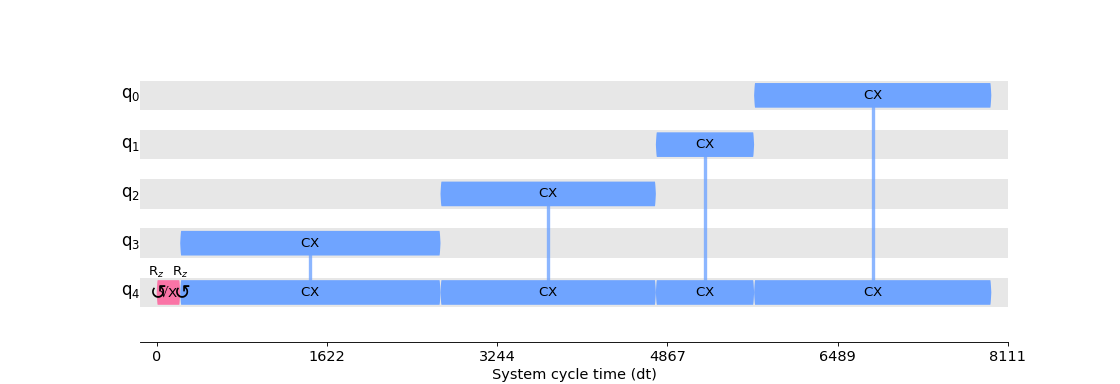 q0 CX
q1 CX
q2 CX
q3 CX
Rz Rz
q4 √x CX CX CX CX
0 1622 3244 4867 6489 8111
System cycle time (dt)